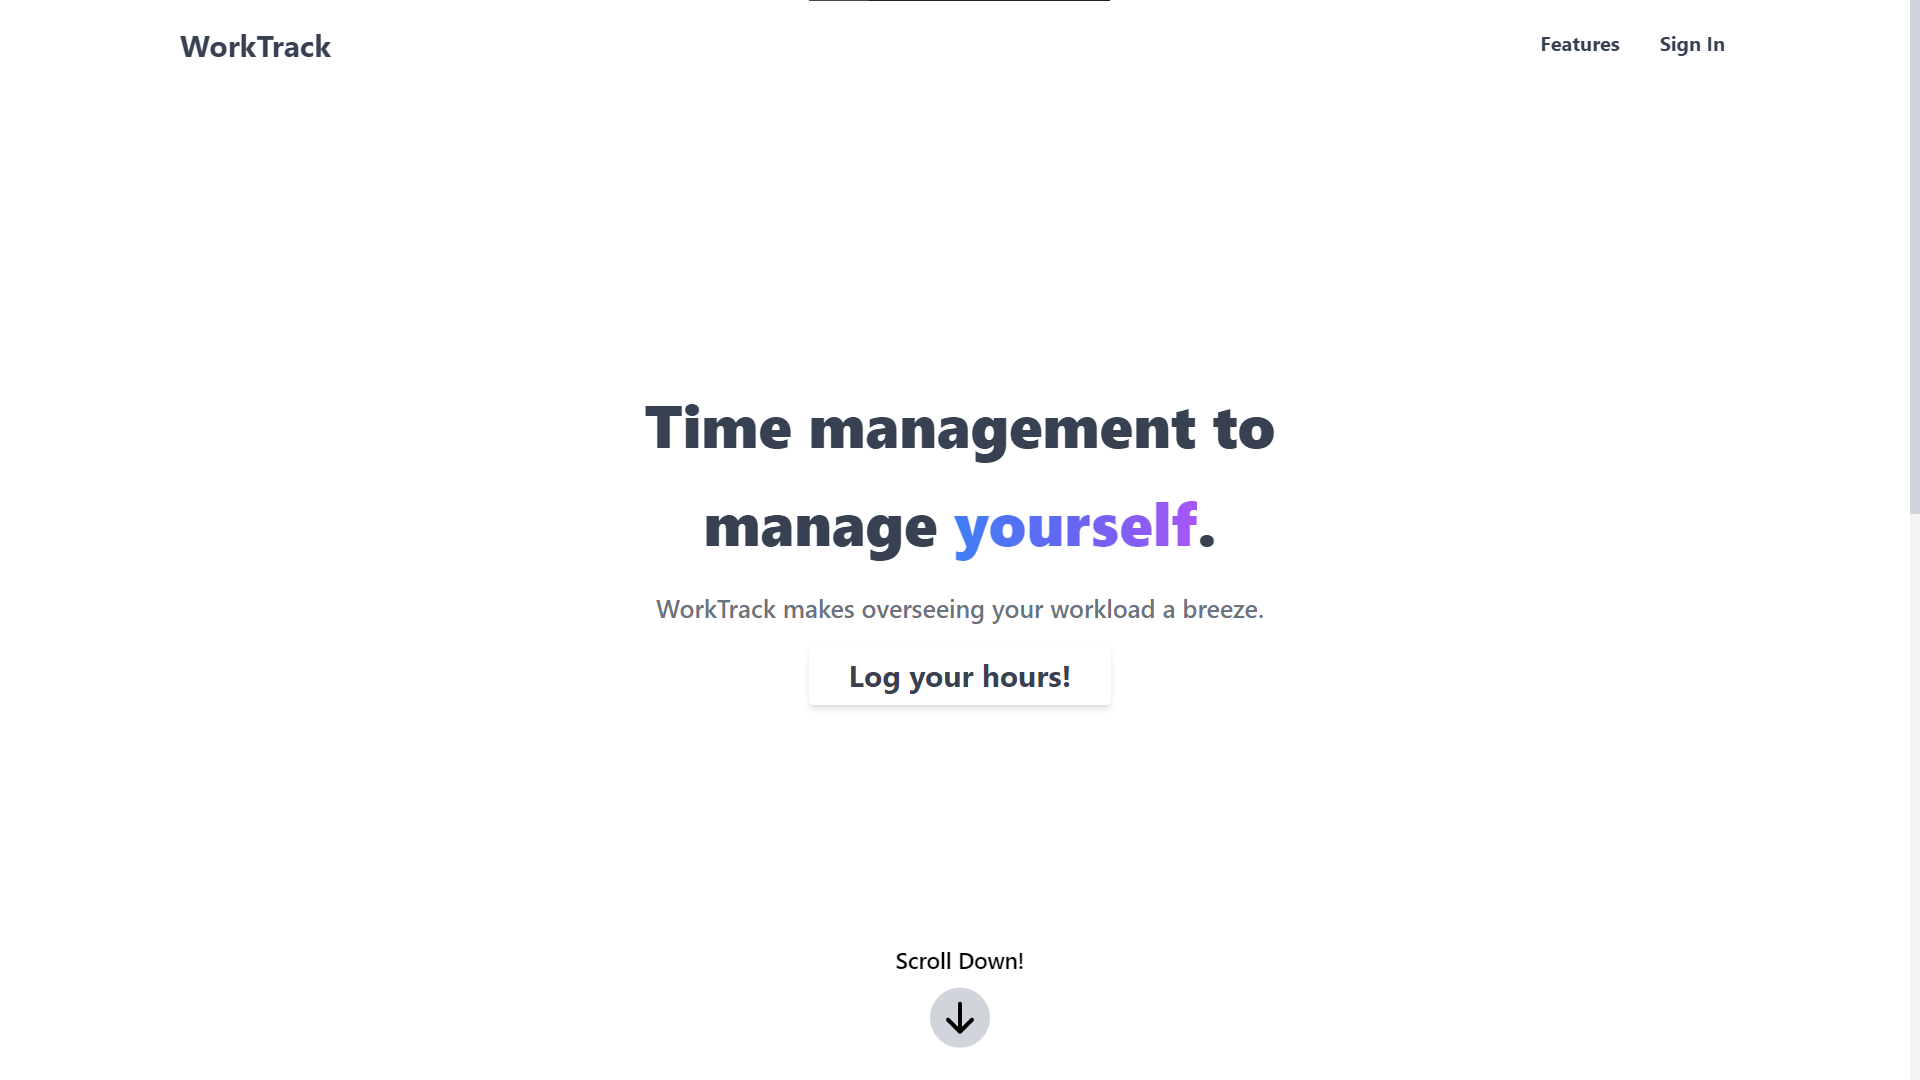 WorkTrack
Features
Sign In
Time management to
manage yourself.
WorkTrack makes overseeing your workload a breeze.
Log your hours!
Scroll Down!